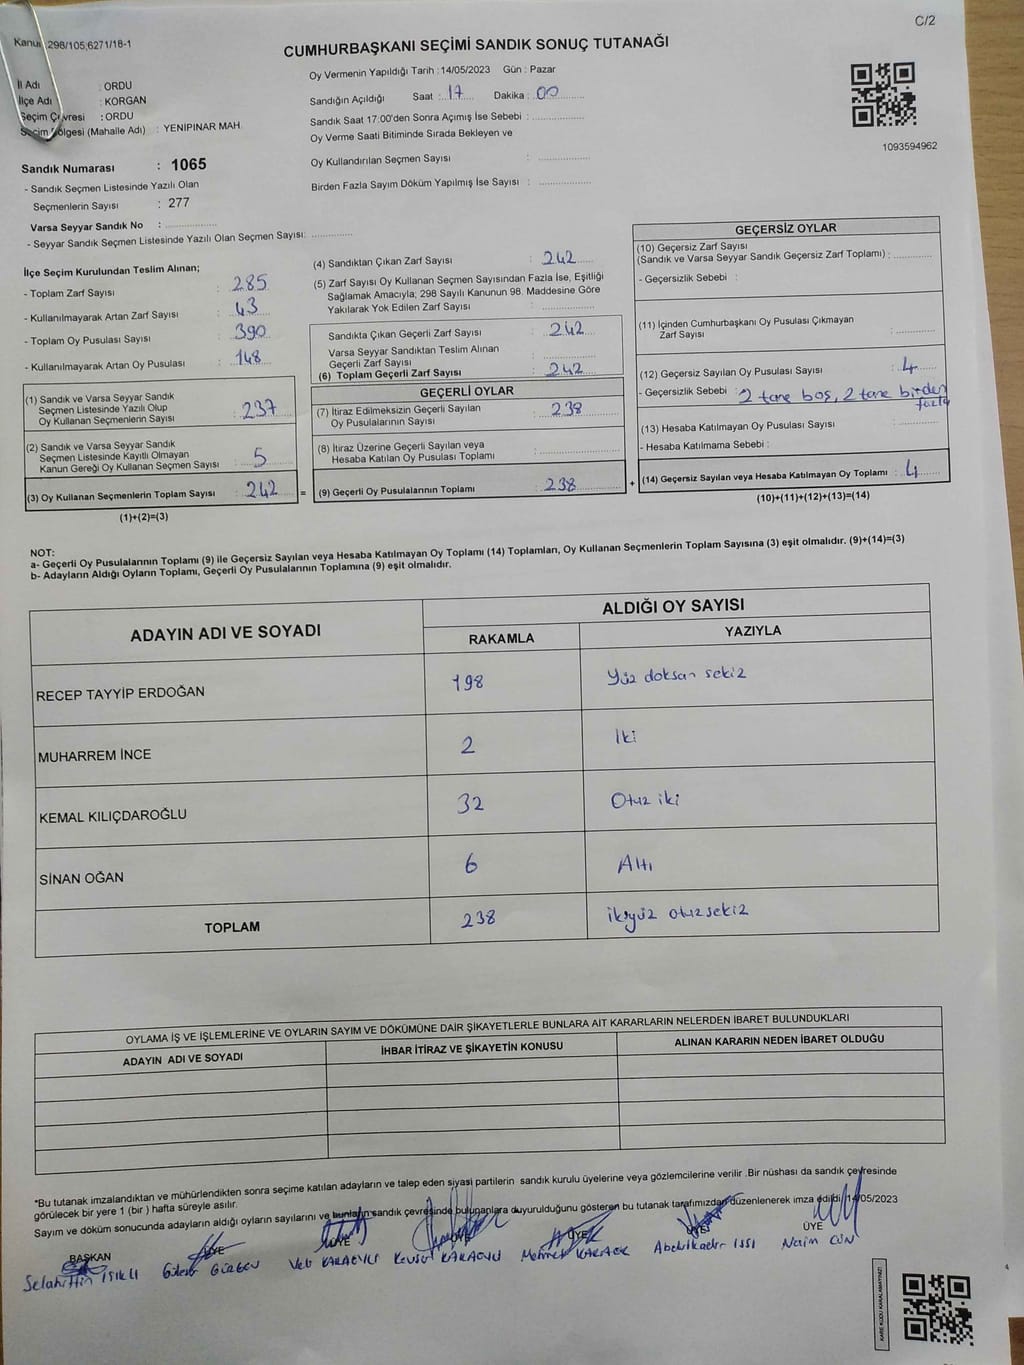 C/2
Kanun 298/105;6271/18-1
CUMHURBAŞKANI SEÇİMİ SANDIK SONUÇ TUTANAĞI
İl Adı : ORDU
İlçe Adı : KORGAN
Seçim Çevresi : ORDU
Seçim Bölgesi (Mahalle Adı) : YENİPINAR MAH.
Sandık Numarası : 1065
- Sandık Seçmen Listesinde Yazılı Olan
Seçmenlerin Sayısı : 277
Varsa Seyyar Sandık No :
- Seyyar Sandık Seçmen Listesinde Yazılı Olan Seçmen Sayısı:
Oy Vermenin Yapıldığı Tarih :14/05/2023 Gün : Pazar
Sandığın Açıldığı Saat : 17 Dakika : 00
Sandık Saat 17:00'den Sonra Açımış İse Sebebi :
Oy Verme Saati Bitiminde Sırada Bekleyen ve
Oy Kullandırılan Seçmen Sayısı :
Birden Fazla Sayım Döküm Yapılmış İse Sayısı :
1093594962
İlçe Seçim Kurulundan Teslim Alınan;
- Toplam Zarf Sayısı : 285
- Kullanılmayarak Artan Zarf Sayısı : 43
- Toplam Oy Pusulası Sayısı : 390
- Kullanılmayarak Artan Oy Pusulası : 148
(1) Sandık ve Varsa Seyyar Sandık
Seçmen Listesinde Yazılı Olup
Oy Kullanan Seçmenlerin Sayısı : 237
(2) Sandık ve Varsa Seyyar Sandık
Seçmen Listesinde Kayıtlı Olmayan
Kanun Gereği Oy Kullanan Seçmen Sayısı : 5
(3) Oy Kullanan Seçmenlerin Toplam Sayısı : 242 =
(1)+(2)=(3)
(4) Sandıktan Çıkan Zarf Sayısı : 242
(5) Zarf Sayısı Oy Kullanan Seçmen Sayısından Fazla İse, Eşitliği
Sağlamak Amacıyla; 298 Sayılı Kanunun 98. Maddesine Göre
Yakılarak Yok Edilen Zarf Sayısı :
Sandıkta Çıkan Geçerli Zarf Sayısı : 242
Varsa Seyyar Sandıktan Teslim Alınan
Geçerli Zarf Sayısı :
(6) Toplam Geçerli Zarf Sayısı : 242
GEÇERLİ OYLAR
(7) İtiraz Edilmeksizin Geçerli Sayılan
Oy Pusulasının Sayısı : 238
(8) İtiraz Üzerine Geçerli Sayılan veya
Hesaba Katılan Oy Pusulası Toplamı :
(9) Geçerli Oy Pusulalarının Toplamı : 238 +
GEÇERSİZ OYLAR
(10) Geçersiz Zarf Sayısı
(Sandık ve Varsa Seyyar Sandık Geçersiz Zarf Toplamı) :
- Geçersizlik Sebebi :
(11) İçinden Cumhurbaşkanı Oy Pusulası Çıkmayan
Zarf Sayısı :
(12) Geçersiz Sayılan Oy Pusulası Sayısı : 4
- Geçersizlik Sebebi : 2 tane boş, 2 tane birden
fazla
(13) Hesaba Katılmayan Oy Pusulası Sayısı :
- Hesaba Katılmama Sebebi :
(14) Geçersiz Sayılan veya Hesaba Katılmayan Oy Toplamı : 4
(10)+(11)+(12)+(13)=(14)
NOT:
a- Geçerli Oy Pusulalarının Toplamı (9) ile Geçersiz Sayılan veya Hesaba Katılmayan Oy Toplamı (14) Toplamları, Oy Kullanan Seçmenlerin Toplam Sayısına (3) eşit olmalıdır. (9)+(14)=(3)
b- Adayların Aldığı Oyların Toplamı, Geçerli Oy Pusulalarının Toplamına (9) eşit olmalıdır.
ADAYIN ADI VE SOYADI
ALDIĞI OY SAYISI
RAKAMLA YAZIYLA
RECEP TAYYİP ERDOĞAN 198 Yüz doksan sekiz
MUHARREM İNCE 2 İki
KEMAL KILIÇDAROĞLU 32 Otuz iki
SİNAN OĞAN 6 Altı
TOPLAM 238 ikiyüz otuzsekiz
OYLAMA İŞ VE İŞLEMLERİNE VE OYLARIN SAYIM VE DÖKÜMÜNE DAİR ŞİKAYETLERLE BUNLARA AİT KARARLARIN NELERDEN İBARET BULUNDUKLARI
ADAYIN ADI VE SOYADI İHBAR İTİRAZ VE ŞİKAYETİN KONUSU ALINAN KARARIN NEDEN İBARET OLDUĞU
*Bu tutanak imzalandıktan ve mühürlendikten sonra seçime katılan adayların ve talep eden siyasi partilerin sandık kurulu üyelerine veya gözlemcilerine verilir .Bir nüshası da sandık çevresinde
görülecek bir yere 1 (bir ) hafta süreyle asılır.
Sayım ve döküm sonucunda adayların aldığı oyların sayılarını ve bunların sandık çevresinde bulunanlara duyurulduğunu gösteren bu tutanak tarafımızdan düzenlenerek imza edildi. 14/05/2023
BAŞKAN ÜYE ÜYE ÜYE ÜYE ÜYE ÜYE
Selahittin IŞIKLI GÜRGEN Veli KARAEVLİ Kevser KARAEVLİ Mehmet Abdulkadir ISSI Naim GÜN
KARE KODU KARALAMAYINIZ!